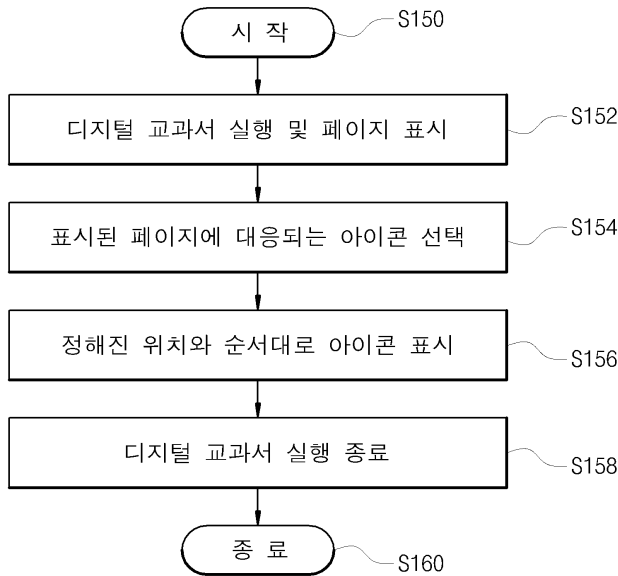 시 작
S150
디지털 교과서 실행 및 페이지 표시
S152
표시된 페이지에 대응되는 아이콘 선택
S154
정해진 위치와 순서대로 아이콘 표시
S156
디지털 교과서 실행 종료
S158
종 료
S160